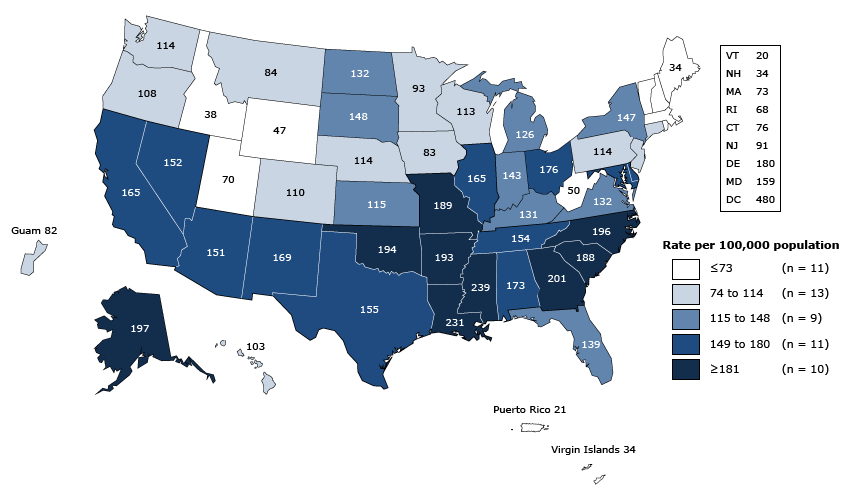 114
84
132
93
34
VT 20
NH 34
MA 73
RI 68
CT 76
NJ 91
DE 180
MD 159
DC 480
108
38
148
113
147
126
47
114
83
114
152
70
110
165
143
176
50
165
115
189
132
131
Guam 82
151
169
194
193
154
196
188
Rate per 100,000 population
≤73 (n = 11)
74 to 114 (n = 13)
115 to 148 (n = 9)
149 to 180 (n = 11)
≥181 (n = 10)
239
173
201
155
231
197
103
139
Puerto Rico 21
Virgin Islands 34